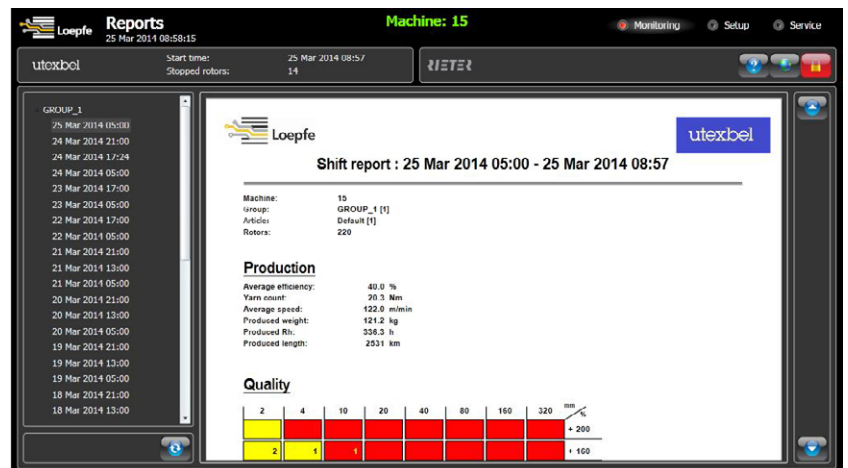 Loepfe Reports
25 Mar 2014 08:58:15
Machine: 15
Monitoring Setup Service
utexbel
Start time: 25 Mar 2014 08:57
Stopped rotors: 14
RIETER
GROUP_1
25 Mar 2014 05:00
24 Mar 2014 21:00
24 Mar 2014 17:24
24 Mar 2014 05:00
23 Mar 2014 17:00
23 Mar 2014 05:00
22 Mar 2014 17:00
22 Mar 2014 05:00
21 Mar 2014 21:00
21 Mar 2014 13:00
21 Mar 2014 05:00
20 Mar 2014 21:00
20 Mar 2014 13:00
20 Mar 2014 05:00
19 Mar 2014 21:00
19 Mar 2014 13:00
19 Mar 2014 05:00
18 Mar 2014 21:00
18 Mar 2014 13:00
Loepfe
utexbel
Shift report : 25 Mar 2014 05:00 - 25 Mar 2014 08:57
Machine: 15
Group: GROUP_1 [1]
Article: Default [1]
Rotors: 220
Production
Average efficiency: 40.0 %
Yarn count: 20.3 Nm
Average speed: 122.0 m/min
Produced weight: 121.2 kg
Produced Rh: 336.3 h
Produced length: 2531 km
Quality
2 4 10 20 40 80 160 320 mm %
+ 200
2 1 1 + 160